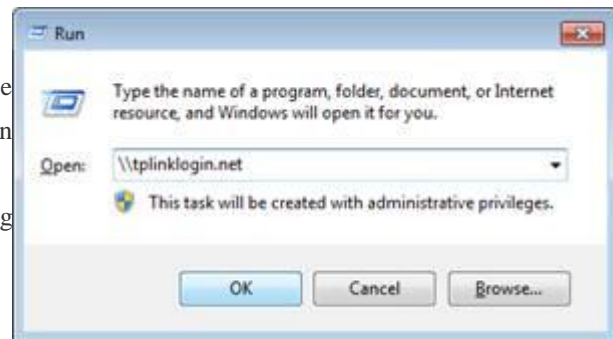 Run
e
Type the name of a program, folder, document, or Internet
n
resource, and Windows will open it for you.
Open:
\\tplinklogin.net
This task will be created with administrative privileges.
g
OK
Cancel
Browse...